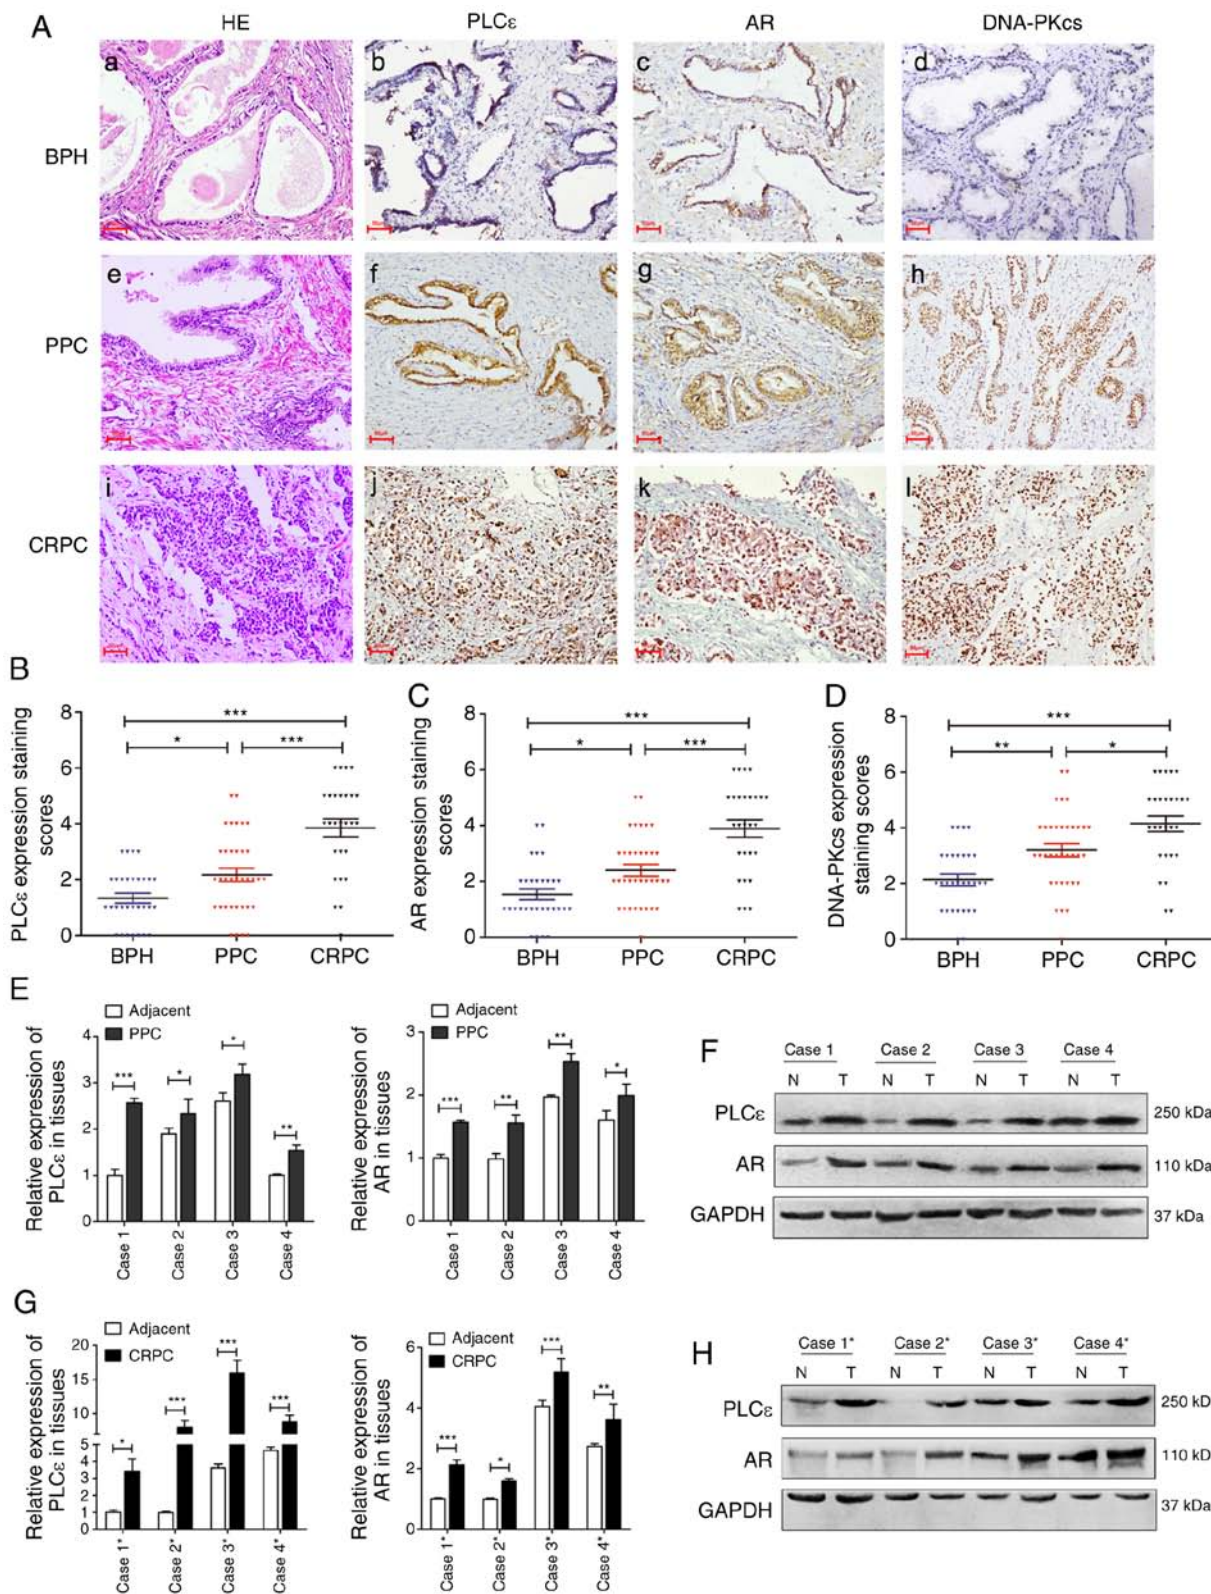 A HE PLCε AR DNA-PKcs
a b c d
BPH
e f g h
PPC
i j k l
CRPC
B
PLCε expression staining scores
8
6
4
2
0
***
* ***
BPH PPC CRPC
C
AR expression staining scores
8
6
4
2
0
***
* ***
BPH PPC CRPC
D
DNA-PKcs expression staining scores
8
6
4
2
0
***
** *
BPH PPC CRPC
E
Relative expression of PLCε in tissues
Adjacent
PPC
4
3
2
1
0
*** * * **
Case 1 Case 2 Case 3 Case 4
Relative expression of AR in tissues
Adjacent
PPC
3
2
1
0
*** ** ** *
Case 1 Case 2 Case 3 Case 4
F
Case 1 Case 2 Case 3 Case 4
N T N T N T N T
PLCε 250 kDa
AR 110 kDa
GAPDH 37 kDa
G
Relative expression of PLCε in tissues
Adjacent
CRPC
25
20
15
10
5
5
4
3
2
1
0
* *** *** ***
Case 1* Case 2* Case 3* Case 4*
Relative expression of AR in tissues
Adjacent
CRPC
6
4
2
0
*** * *** **
Case 1* Case 2* Case 3* Case 4*
H
Case 1* Case 2* Case 3* Case 4*
N T N T N T N T
PLCε 250 kD
AR 110 kD
GAPDH 37 kDa